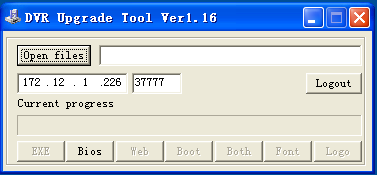 DVR Upgrade Tool Ver1.16
Open files
172 .12 . 1 .226 37777 Logout
Current progress
EXE Bios Web Boot Both Font Logo